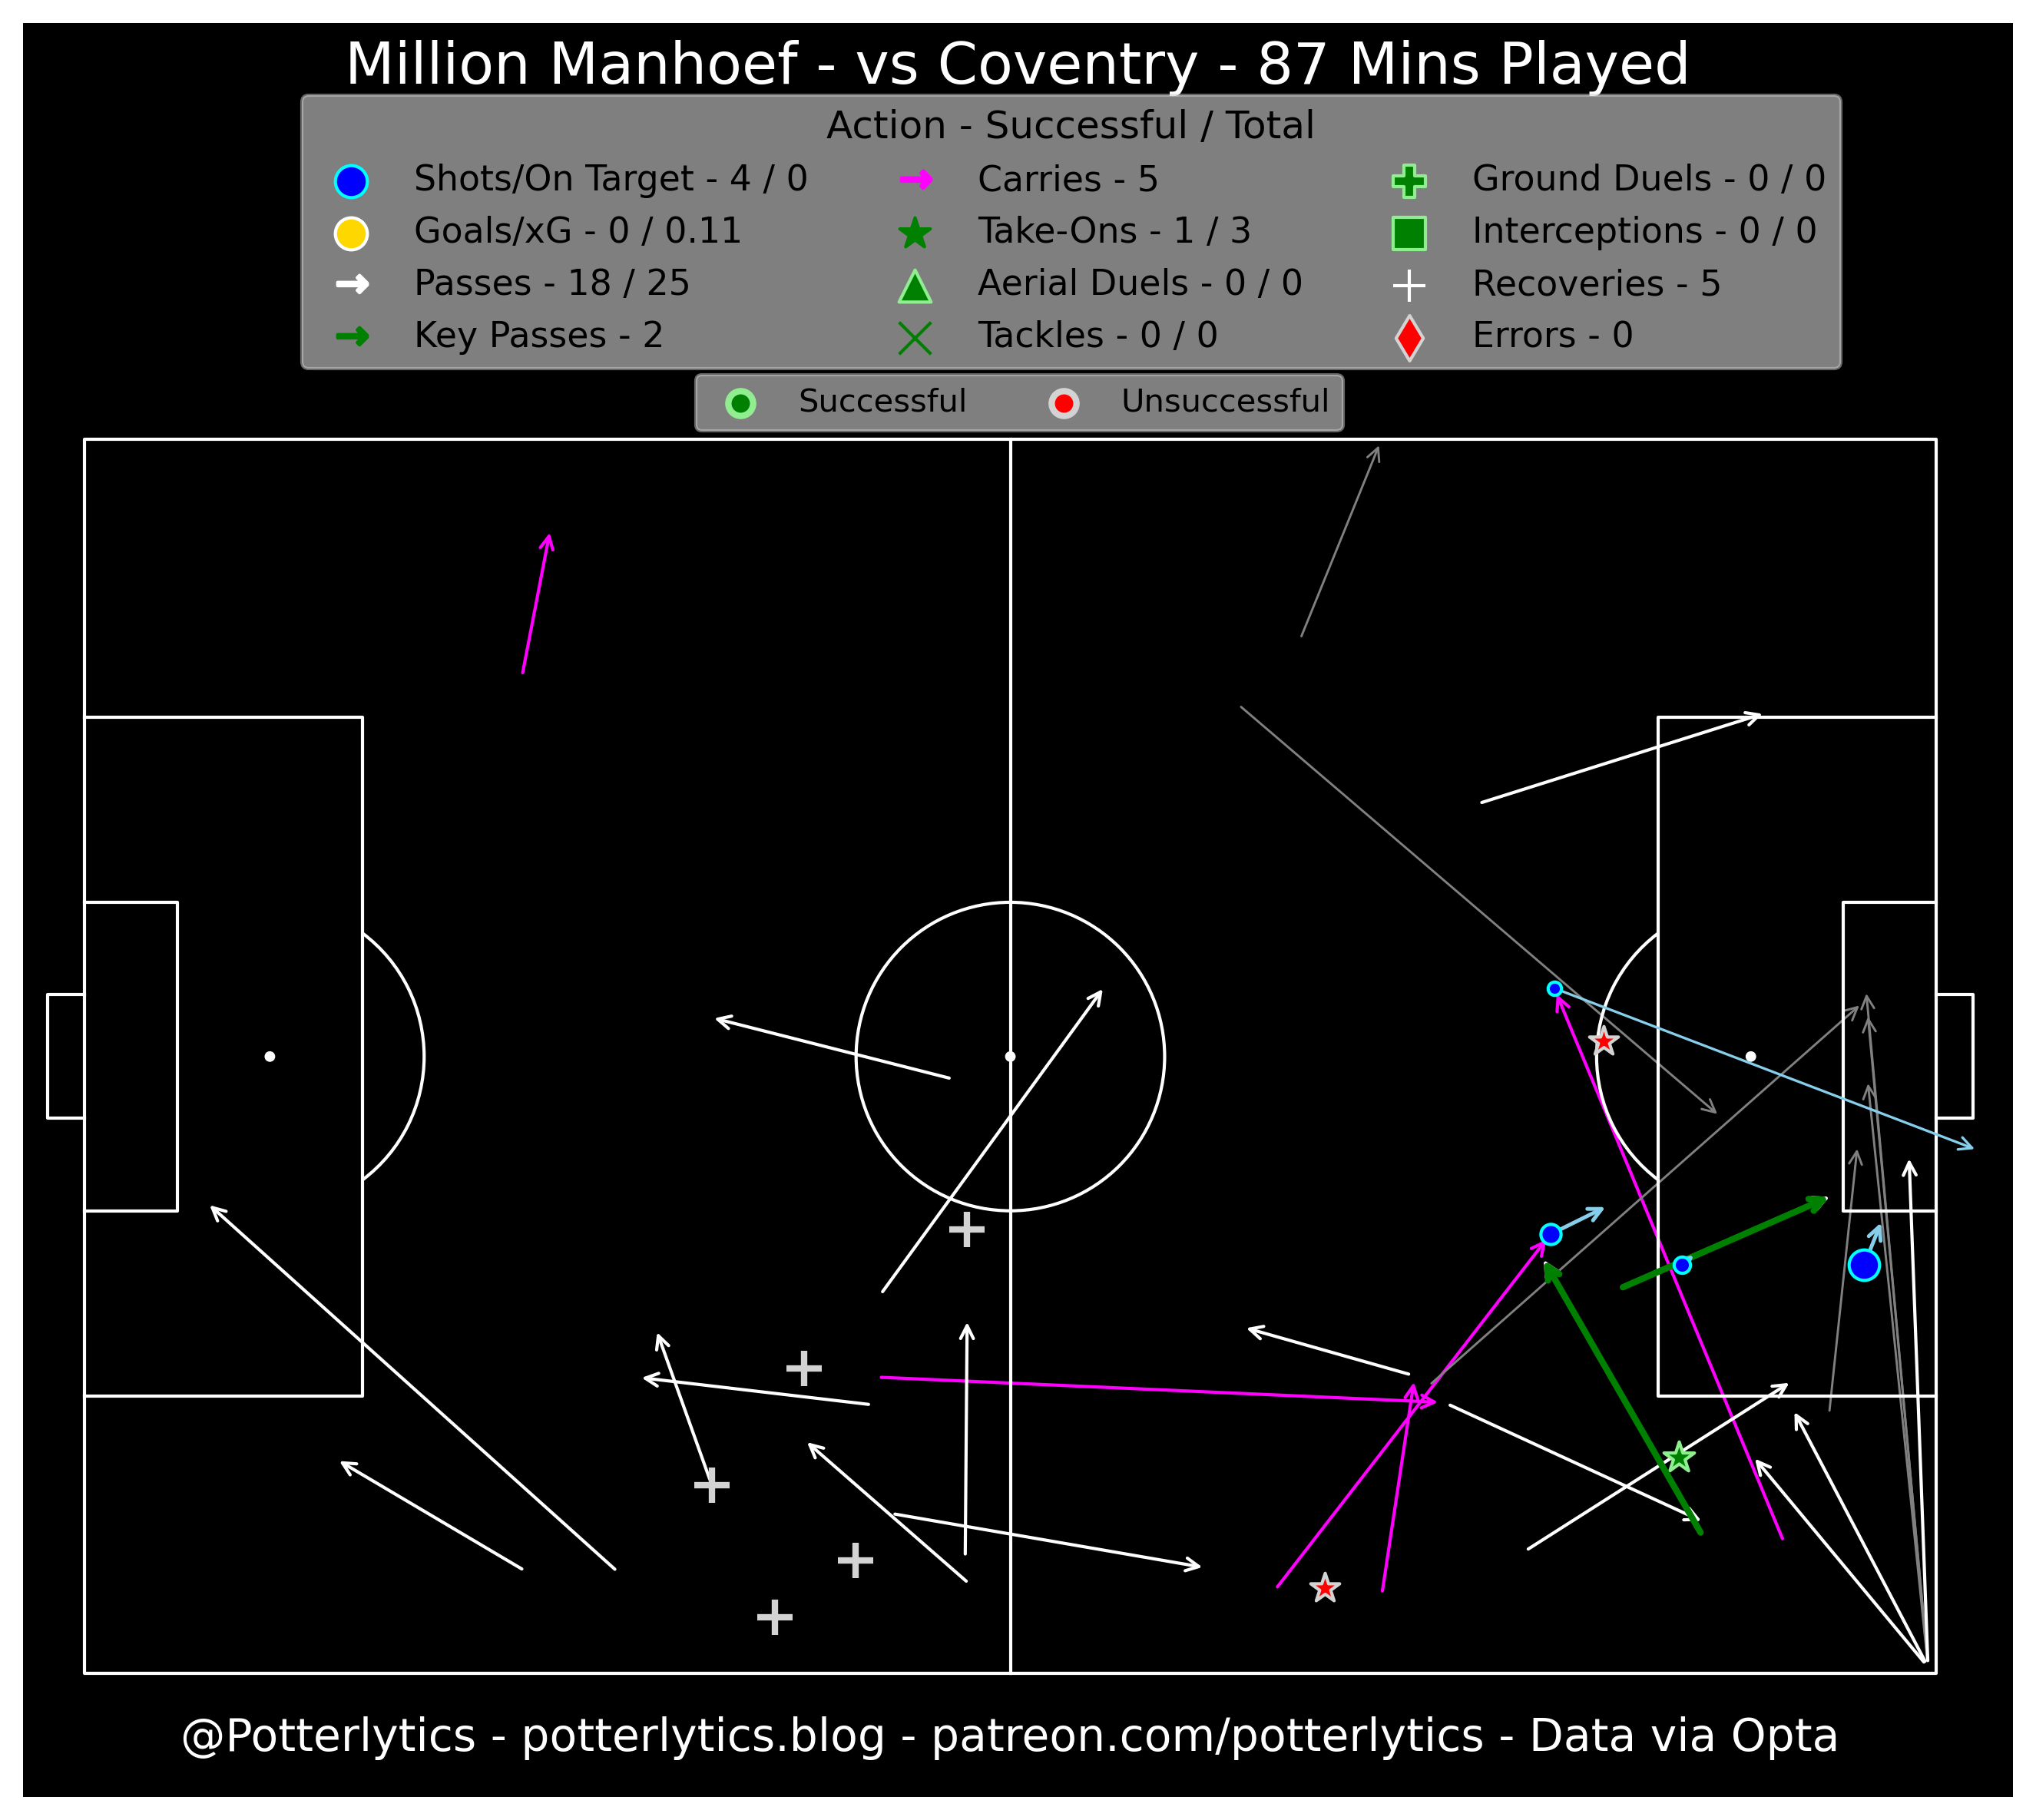 Million Manhoef - vs Coventry - 87 Mins Played
Action - Successful / Total
Shots/On Target - 4 / 0
Goals/xG - 0 / 0.11
Passes - 18 / 25
Key Passes - 2
Carries - 5
Take-Ons - 1 / 3
Aerial Duels - 0 / 0
Tackles - 0 / 0
Ground Duels - 0 / 0
Interceptions - 0 / 0
Recoveries - 5
Errors - 0
Successful
Unsuccessful
@Potterlytics - potterlytics.blog - patreon.com/potterlytics - Data via Opta